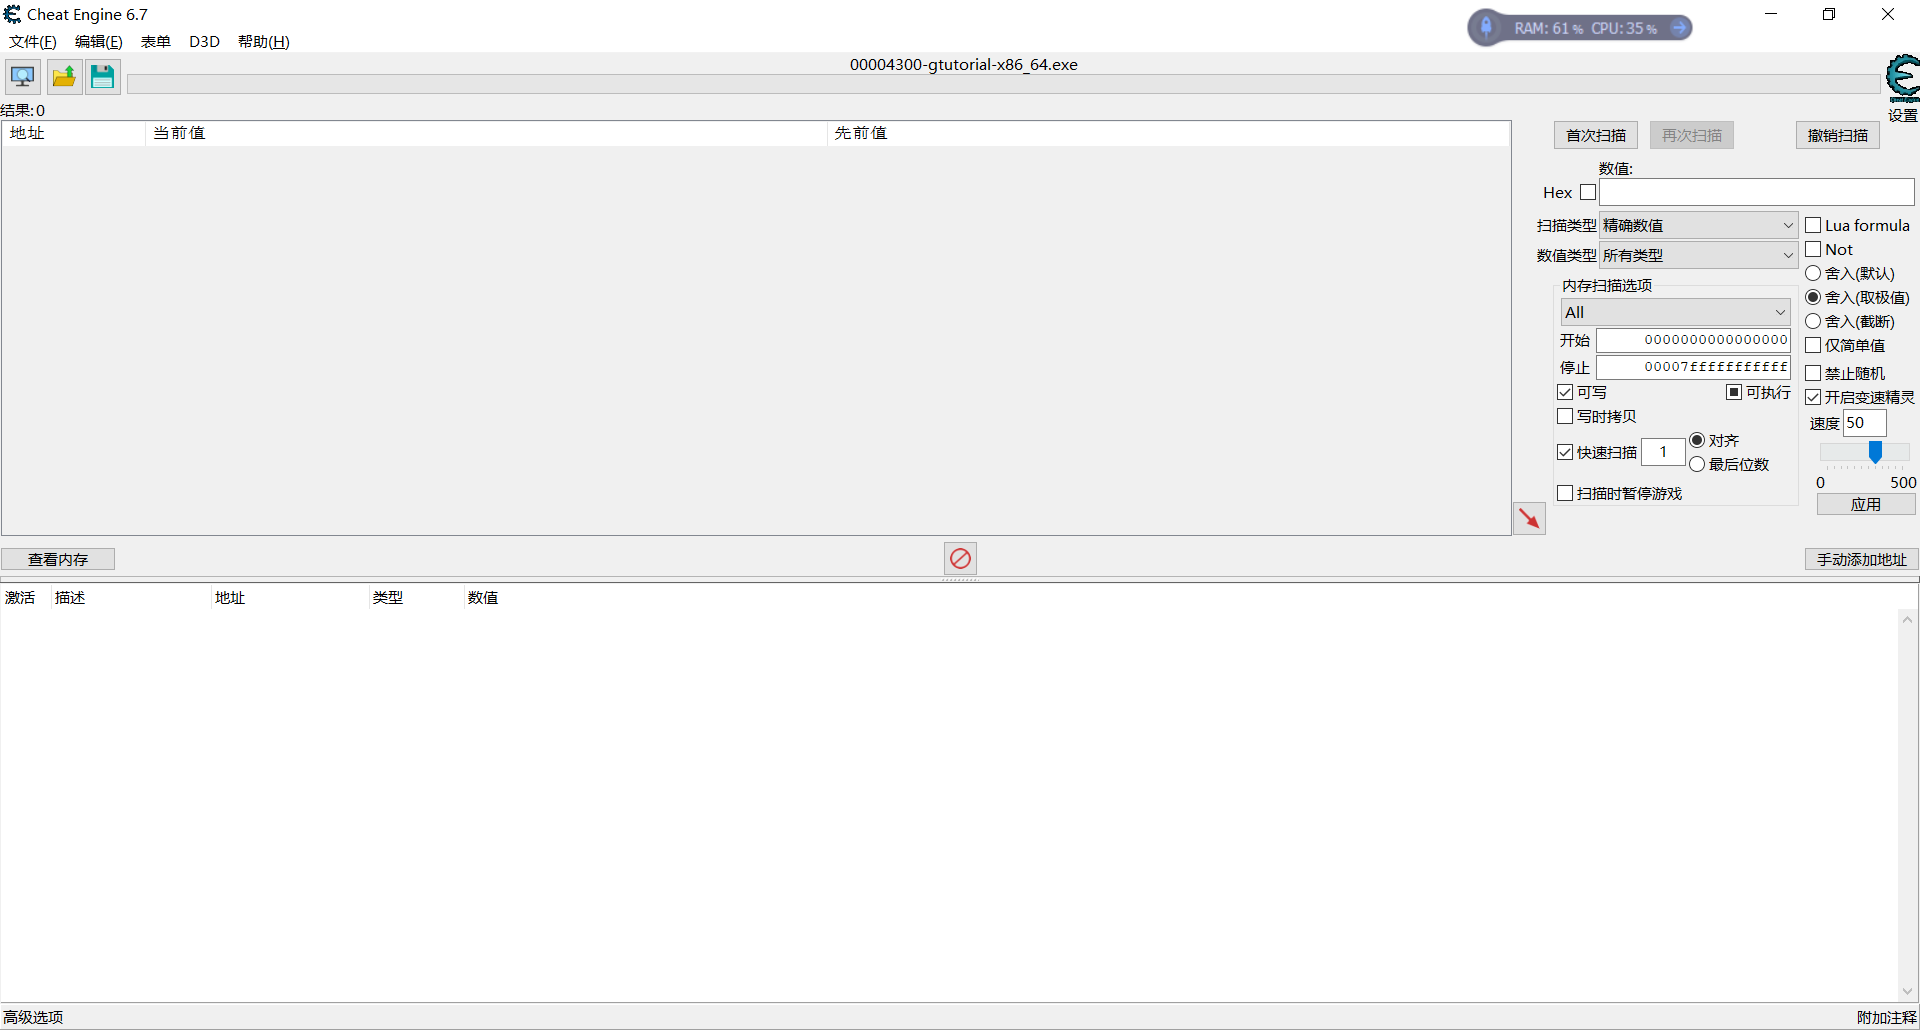 Cheat Engine 6.7
RAM: 61% CPU: 35%
文件(F) 编辑(E) 表单 D3D 帮助(H)
00004300-gtutorial-x86_64.exe
结果:0
设置
地址 当前值 先前值
首次扫描 再次扫描 撤销扫描
数值:
Hex
扫描类型 精确数值 Lua formula
Not
数值类型 所有类型
舍入(默认)
内存扫描选项
舍入(取极值)
All
舍入(截断)
开始 0000000000000000
仅简单值
停止 00007fffffffffff
禁止随机
可写 可执行
开启变速精灵
写时拷贝
速度 50
快速扫描 1 对齐
最后位数
0 500
扫描时暂停游戏
应用
查看内存 手动添加地址
激活 描述 地址 类型 数值
高级选项 附加注释